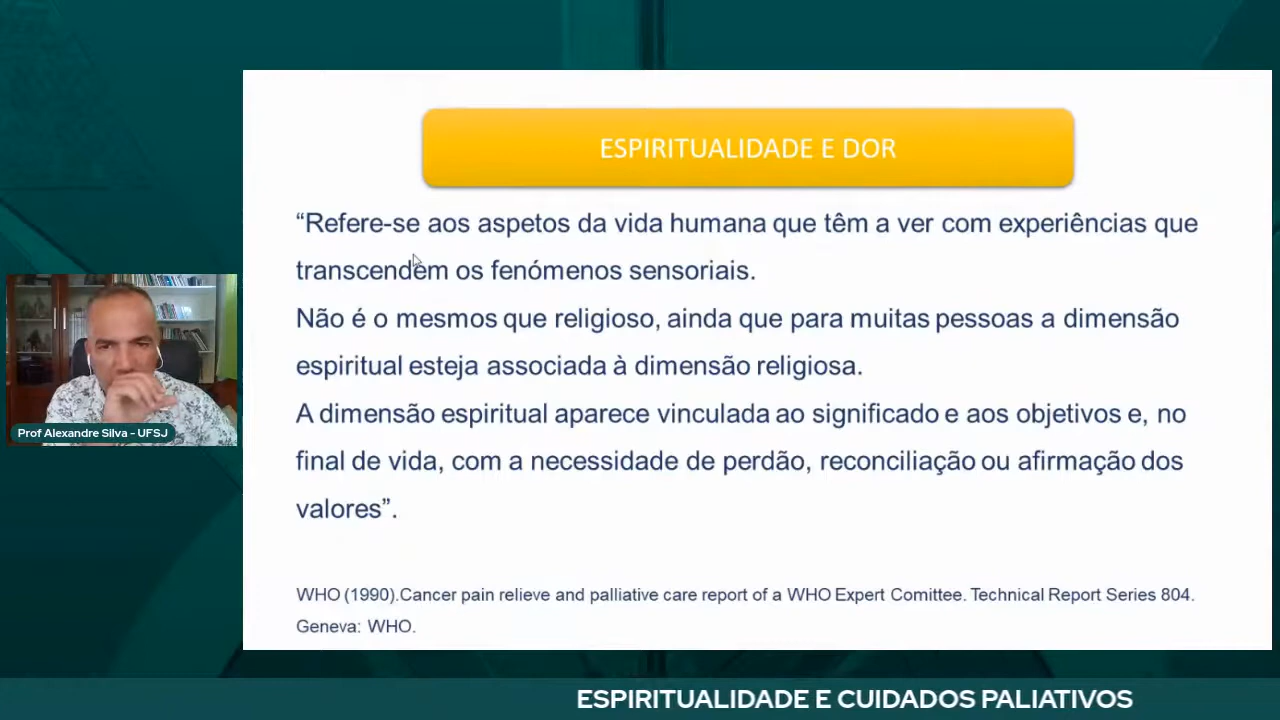 ESPIRITUALIDADE E DOR
“Refere-se aos aspetos da vida humana que têm a ver com experiências que
transcendem os fenómenos sensoriais.
Não é o mesmos que religioso, ainda que para muitas pessoas a dimensão
espiritual esteja associada à dimensão religiosa.
A dimensão espiritual aparece vinculada ao significado e aos objetivos e, no
final de vida, com a necessidade de perdão, reconciliação ou afirmação dos
valores”.
WHO (1990).Cancer pain relieve and palliative care report of a WHO Expert Comittee. Technical Report Series 804.
Geneva: WHO.
Prof Alexandre Silva - UFSJ
ESPIRITUALIDADE E CUIDADOS PALIATIVOS